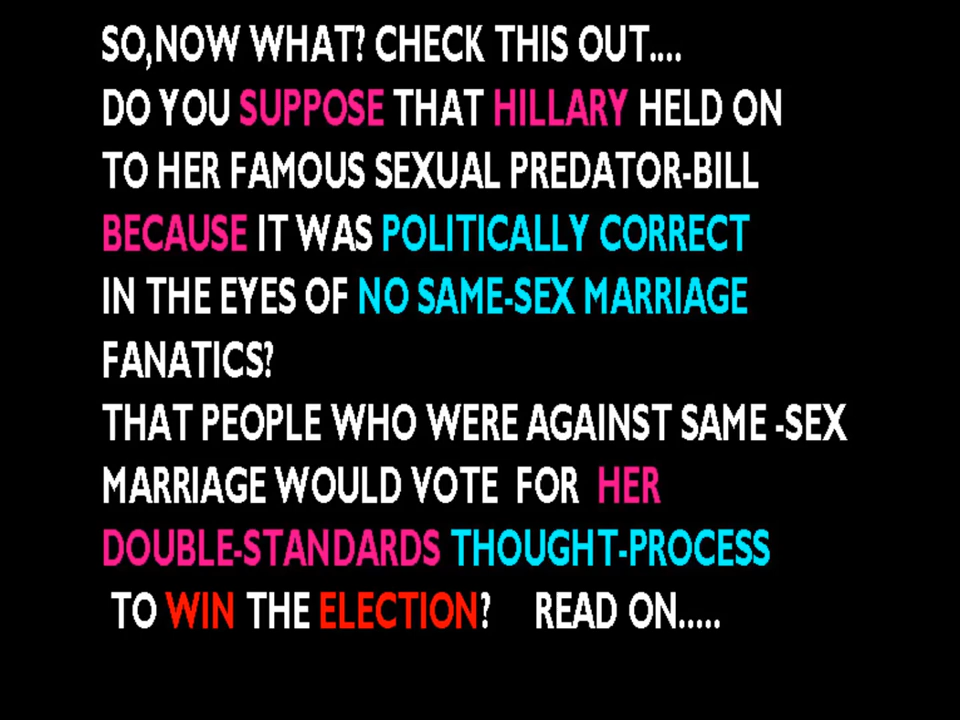 SO,NOW WHAT? CHECK THIS OUT....
DO YOU SUPPOSE THAT HILLARY HELD ON
TO HER FAMOUS SEXUAL PREDATOR-BILL
BECAUSE IT WAS POLITICALLY CORRECT
IN THE EYES OF NO SAME-SEX MARRIAGE
FANATICS?
THAT PEOPLE WHO WERE AGAINST SAME -SEX
MARRIAGE WOULD VOTE FOR HER
DOUBLE-STANDARDS THOUGHT-PROCESS
TO WIN THE ELECTION? READ ON.....